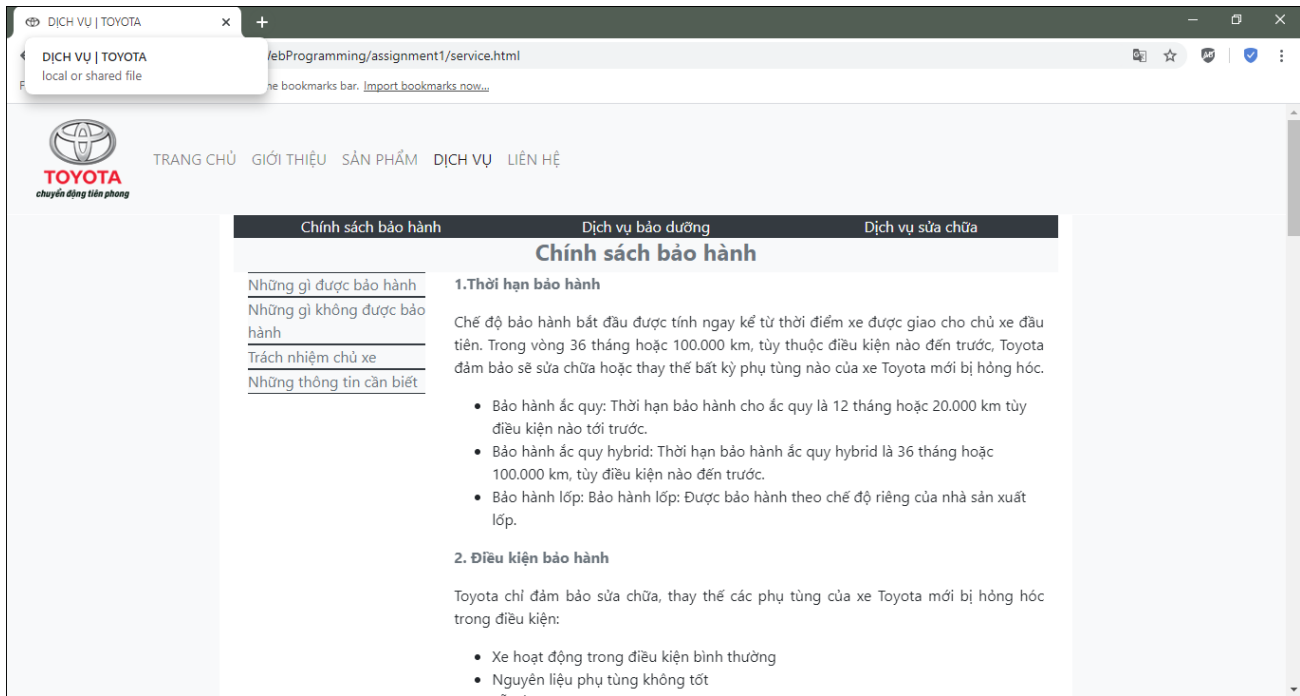 DỊCH VỤ | TOYOTA
DỊCH VỤ | TOYOTA
local or shared file
/ebProgramming/assignment1/service.html
bookmarks bar. Import bookmarks now...
TOYOTA
chuyển động tiên phong
TRANG CHỦ GIỚI THIỆU SẢN PHẨM DỊCH VỤ LIÊN HỆ
Chính sách bảo hành Dịch vụ bảo dưỡng Dịch vụ sửa chữa
Chính sách bảo hành
Những gì được bảo hành
Những gì không được bảo
hành
Trách nhiệm chủ xe
Những thông tin cần biết
1.Thời hạn bảo hành
Chế độ bảo hành bắt đầu được tính ngay kể từ thời điểm xe được giao cho chủ xe đầu
tiên. Trong vòng 36 tháng hoặc 100.000 km, tùy thuộc điều kiện nào đến trước, Toyota
đảm bảo sẽ sửa chữa hoặc thay thế bất kỳ phụ tùng nào của xe Toyota mới bị hỏng hóc.
Bảo hành ắc quy: Thời hạn bảo hành cho ắc quy là 12 tháng hoặc 20.000 km tùy
điều kiện nào tới trước.
Bảo hành ắc quy hybrid: Thời hạn bảo hành ắc quy hybrid là 36 tháng hoặc
100.000 km, tùy điều kiện nào đến trước.
Bảo hành lốp: Bảo hành lốp: Được bảo hành theo chế độ riêng của nhà sản xuất
lốp.
2. Điều kiện bảo hành
Toyota chỉ đảm bảo sửa chữa, thay thế các phụ tùng của xe Toyota mới bị hỏng hóc
trong điều kiện:
Xe hoạt động trong điều kiện bình thường
Nguyên liệu phụ tùng không tốt